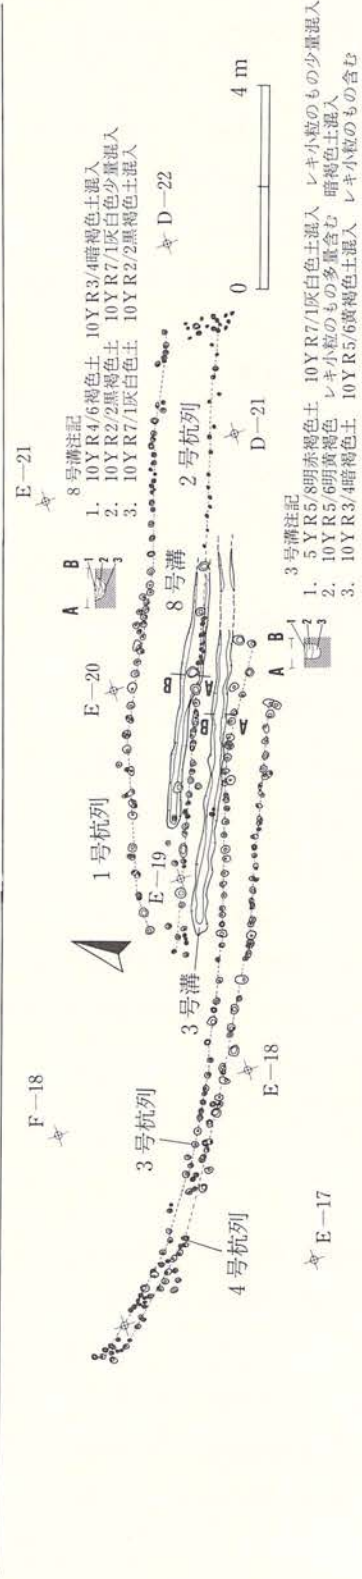 F—18
E—21
8号溝注記
1. 10YR4/6褐色土 10YR3/4暗褐色土混入
2. 10YR2/2黒褐色土 10YR7/1灰白色少量混入
3. 10YR7/1灰白色土 10YR2/2黒褐色土混入
A B
1
2
3
D—22
E—20
1号杭列
E—19
2号杭列
8号溝
B
A
B
A
D—21
0 4 m
3号溝
3号杭列
4号杭列
E—18
E—17
3号溝注記
1. 5YR5/8明赤褐色土 10YR7/1灰白色土混入 レキ小粒のもの少量混入
2. 10YR5/6明黄褐色 レキ小粒のもの多量含む 暗褐色土混入
3. 10YR3/4暗褐色土 10YR5/6黄褐色土混入 レキ小粒のもの含む
A B
1
2
3